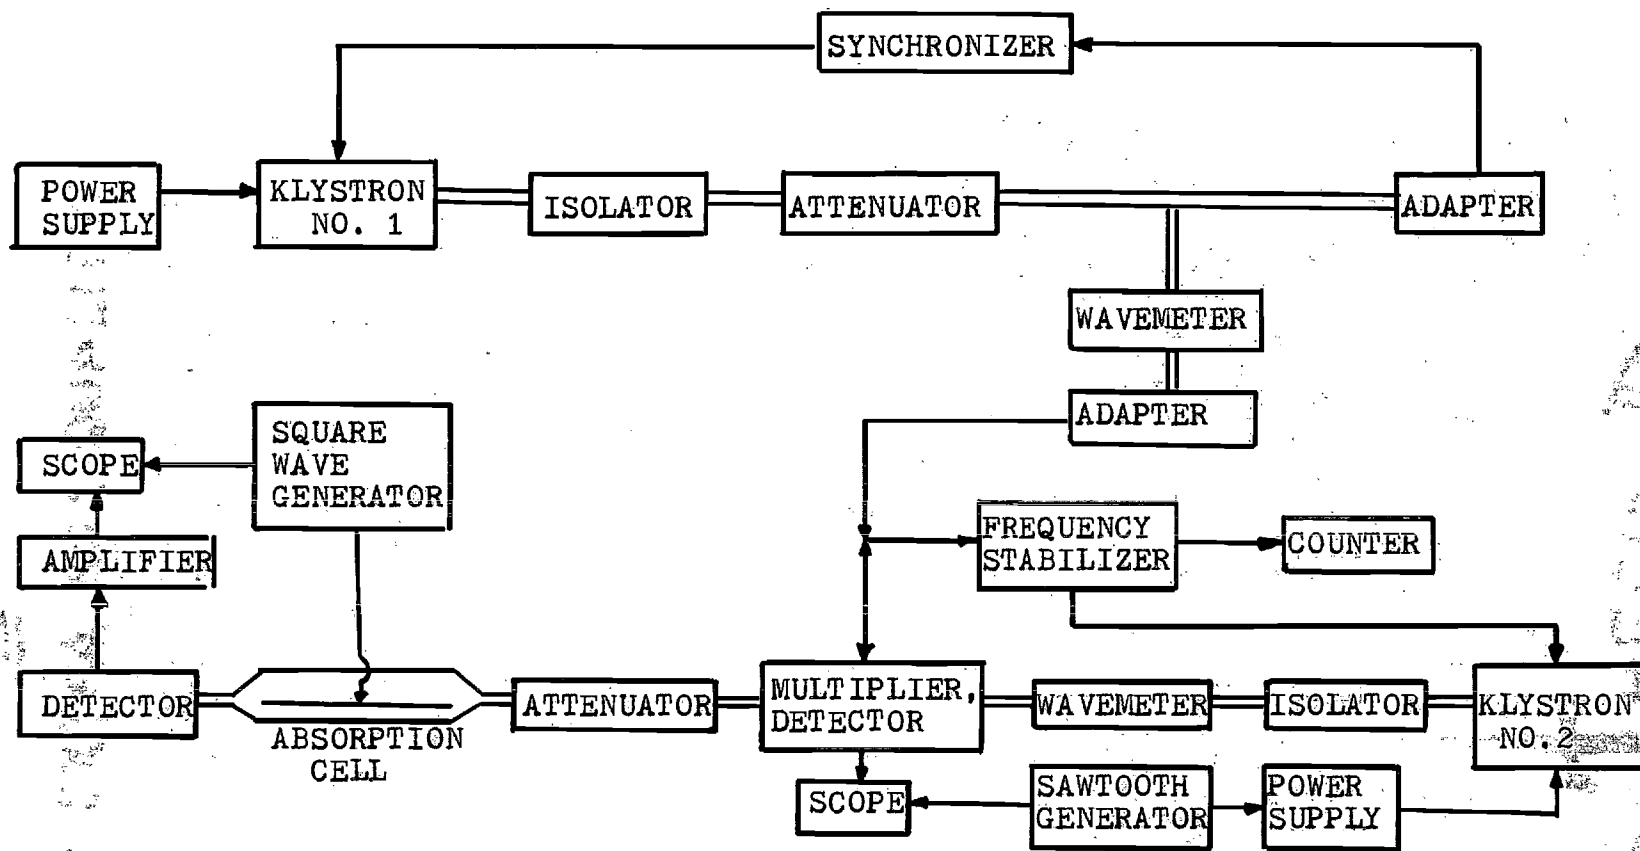 SYNCHRONIZER
POWER
SUPPLY
KLYSTRON
NO. 1
ISOLATOR
ATTENUATOR
ADAPTER
WAVEMETER
ADAPTER
SCOPE
SQUARE
WAVE
GENERATOR
AMPLIFIER
FREQUENCY
STABILIZER
COUNTER
DETECTOR
ABSORPTION
CELL
ATTENUATOR
MULTIPLIER,
DETECTOR
WAVEMETER
ISOLATOR
KLYSTRON
NO.2
SCOPE
SAWTOOTH
GENERATOR
POWER
SUPPLY